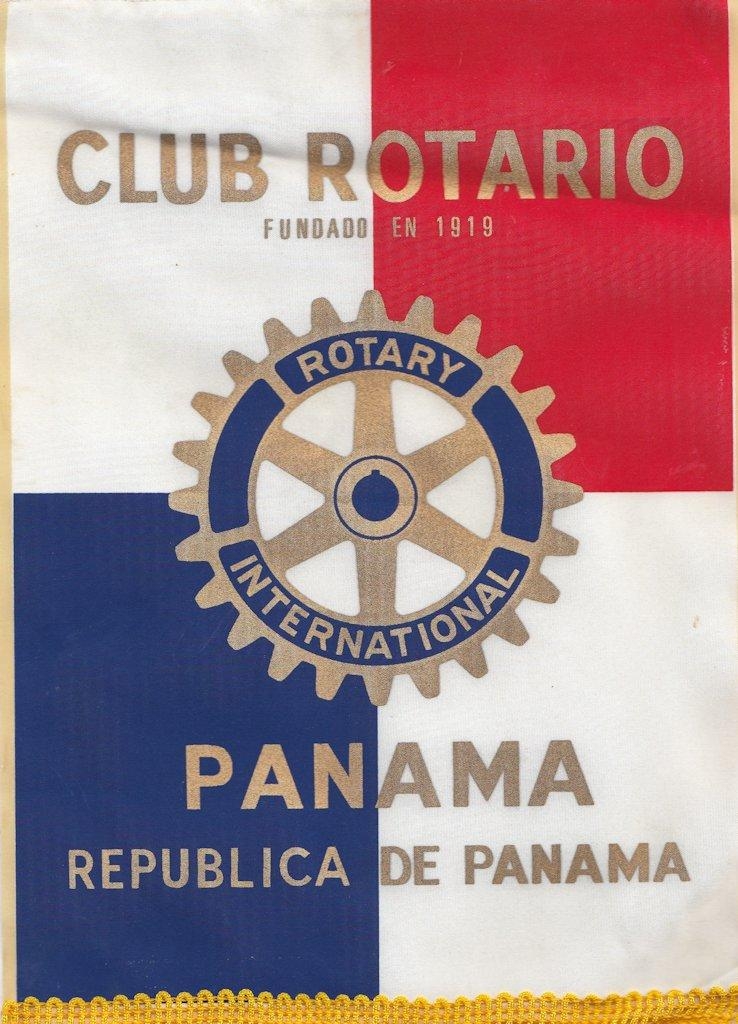 CLUB ROTARIO
FUNDADO EN 1919
ROTARY
INTERNATIONAL
PANAMA
REPUBLICA DE PANAMA